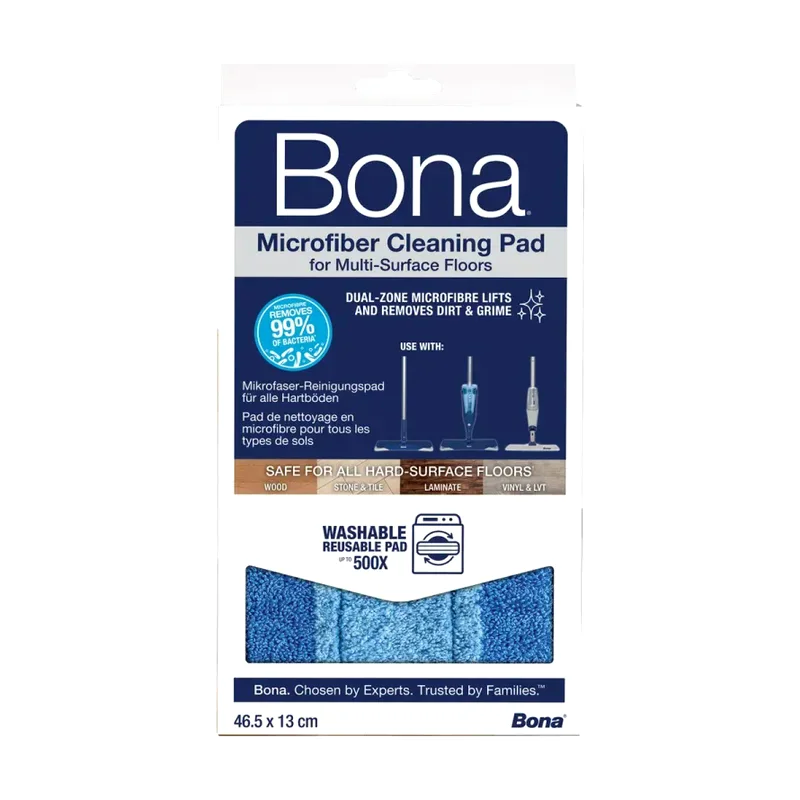 Bona®
Microfiber Cleaning Pad
for Multi-Surface Floors
DUAL-ZONE MICROFIBRE LIFTS
AND REMOVES DIRT & GRIME
MICROFIBRE
REMOVES
99%
OF BACTERIA*
USE WITH:
Mikrofaser-Reinigungspad
für alle Hartböden
Pad de nettoyage en
microfibre pour tous les
types de sols
Bona
SAFE FOR ALL HARD-SURFACE FLOORS
WOOD
STONE & TILE
LAMINATE
VINYL & LVT
WASHABLE
REUSABLE PAD
UP TO 500X
Bona. Chosen by Experts. Trusted by Families.™
46.5 x 13 cm
Bona®